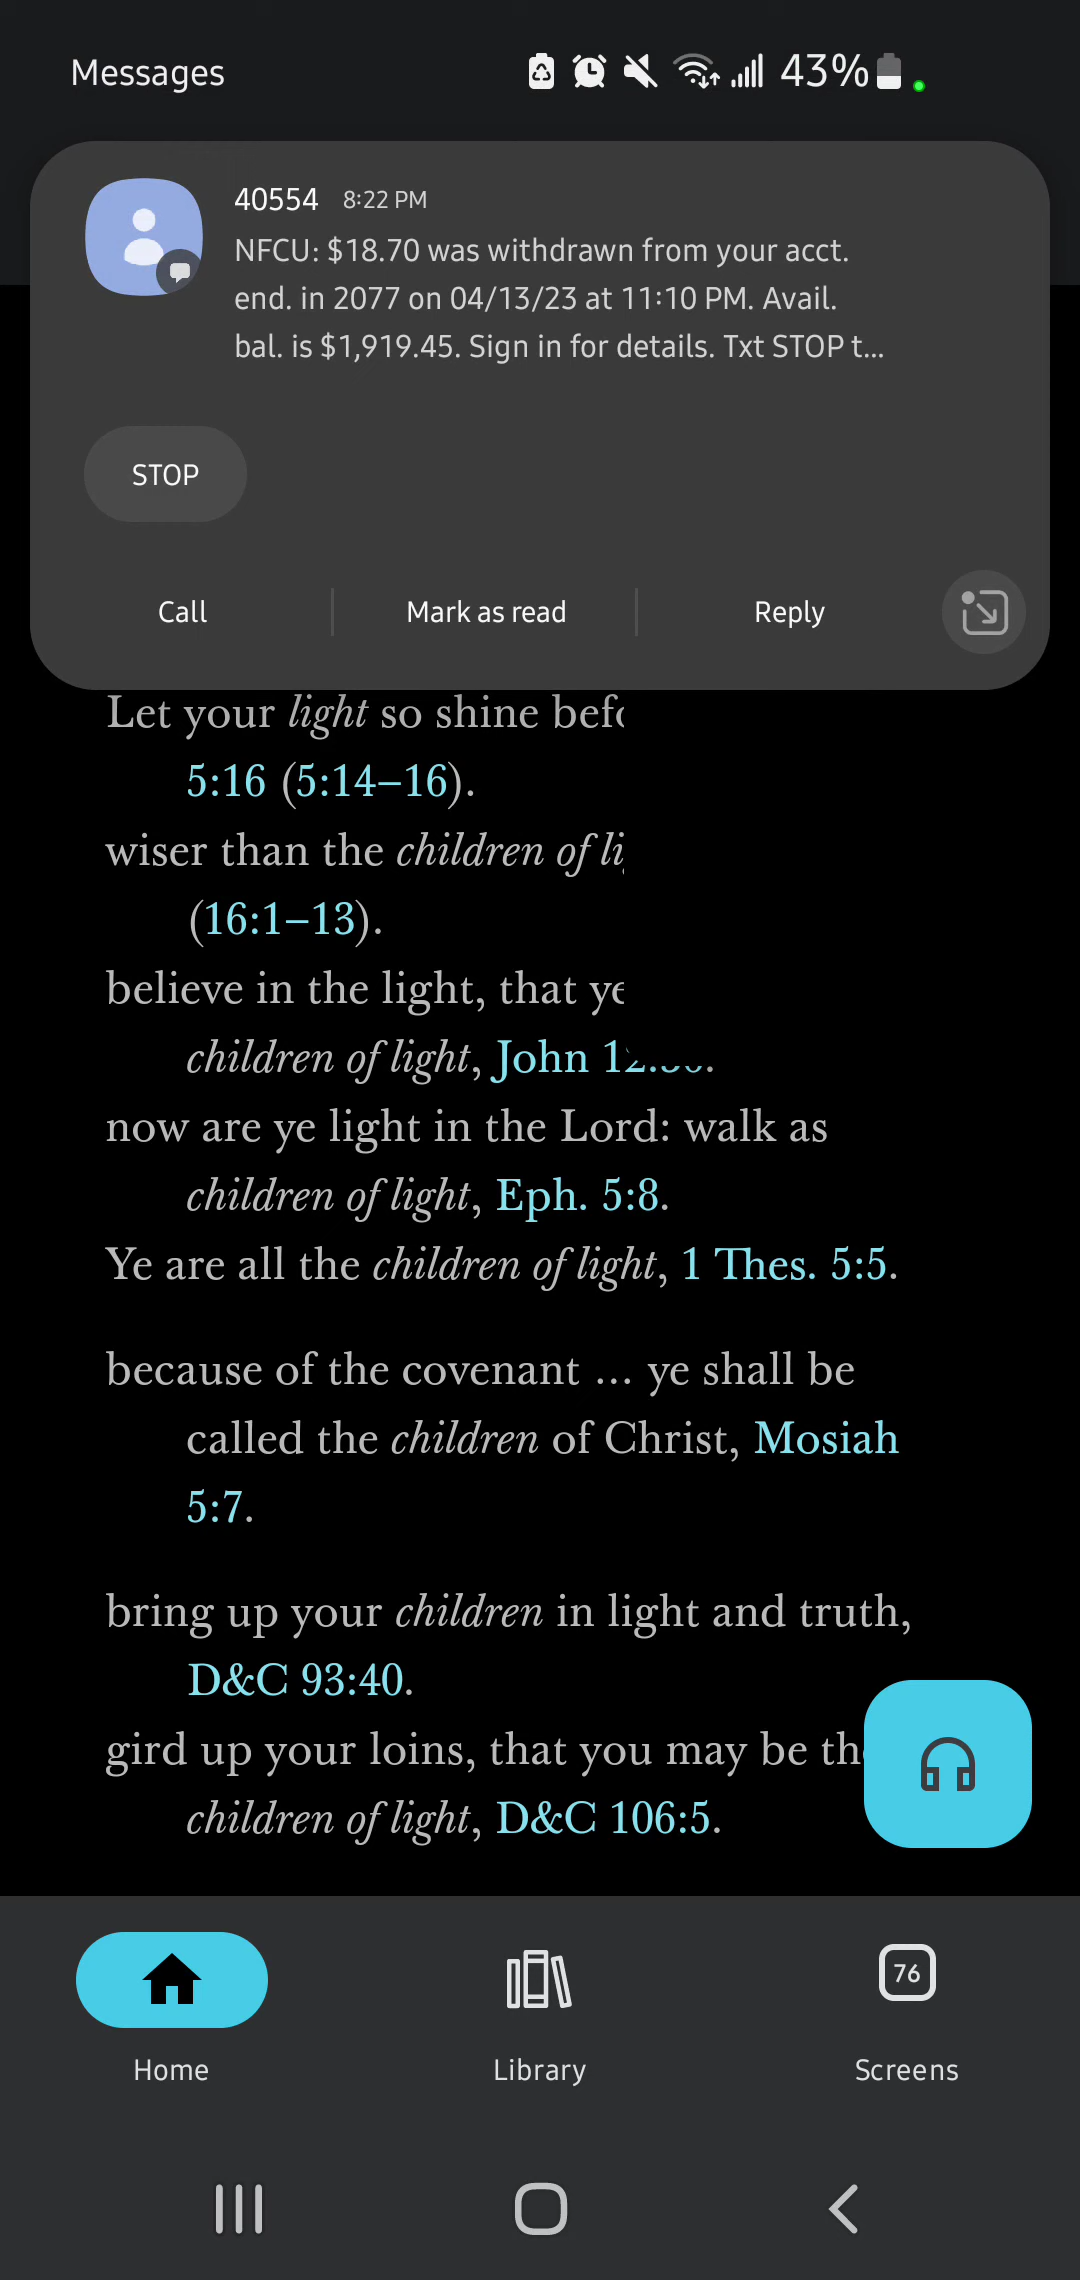 Messages 43%
40554 8:22 PM
NFCU: $18.70 was withdrawn from your acct.
end. in 2077 on 04/13/23 at 11:10 PM. Avail.
bal. is $1,919.45. Sign in for details. Txt STOP t...
STOP
Call Mark as read Reply
Let your light so shine
5:16 (5:14–16).
wiser than the children of
(16:1–13).
believe in the light, that
children of light, John
now are ye light in the Lord: walk as
children of light, Eph. 5:8.
Ye are all the children of light, 1 Thes. 5:5.
because of the covenant ... ye shall be
called the children of Christ, Mosiah
5:7.
bring up your children in light and truth,
D&C 93:40.
gird up your loins, that you may be
children of light, D&C 106:5.
76
Home Library Screens